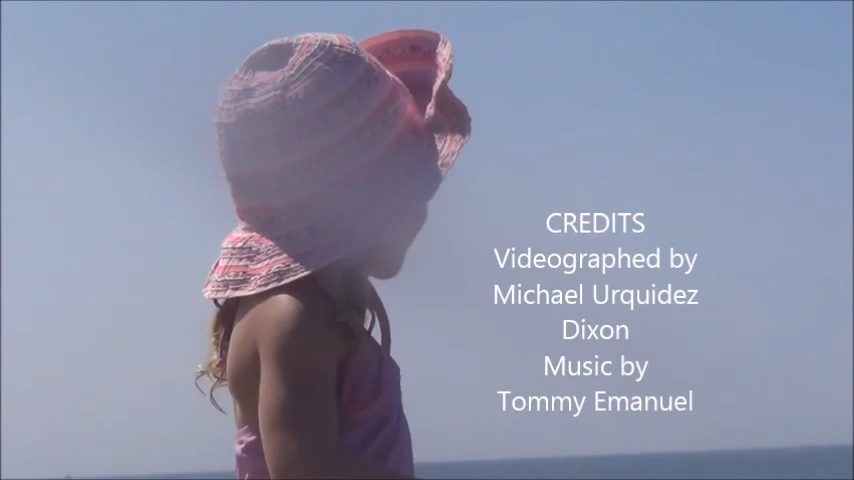 CREDITS
Videographed by
Michael Urquidez
Dixon
Music by
Tommy Emanuel